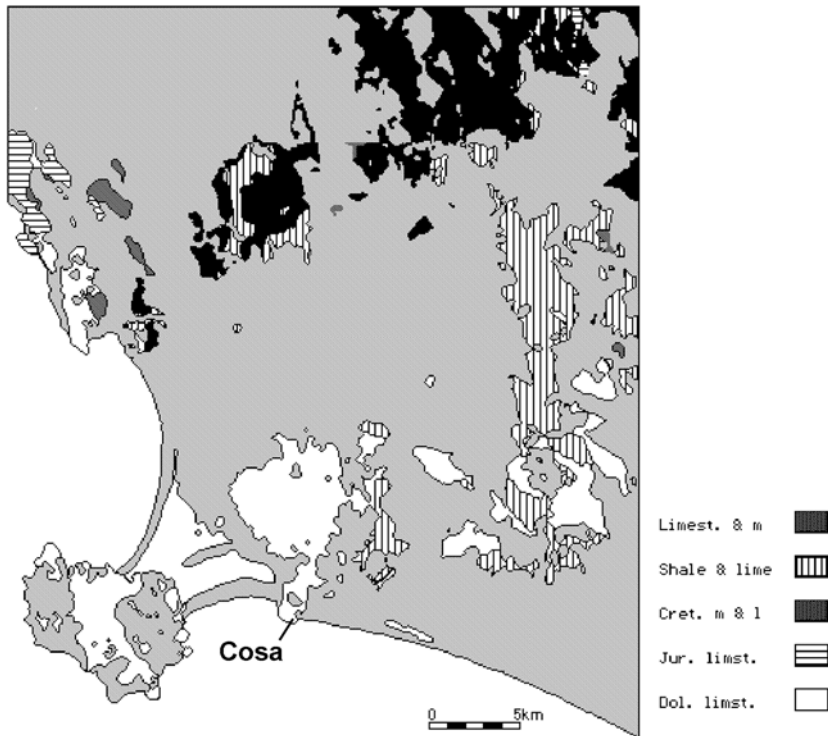 Limest. & m
Shale & lime
Cret. m & l
Jur. limst.
Dol. limst.
Cosa
0 5km